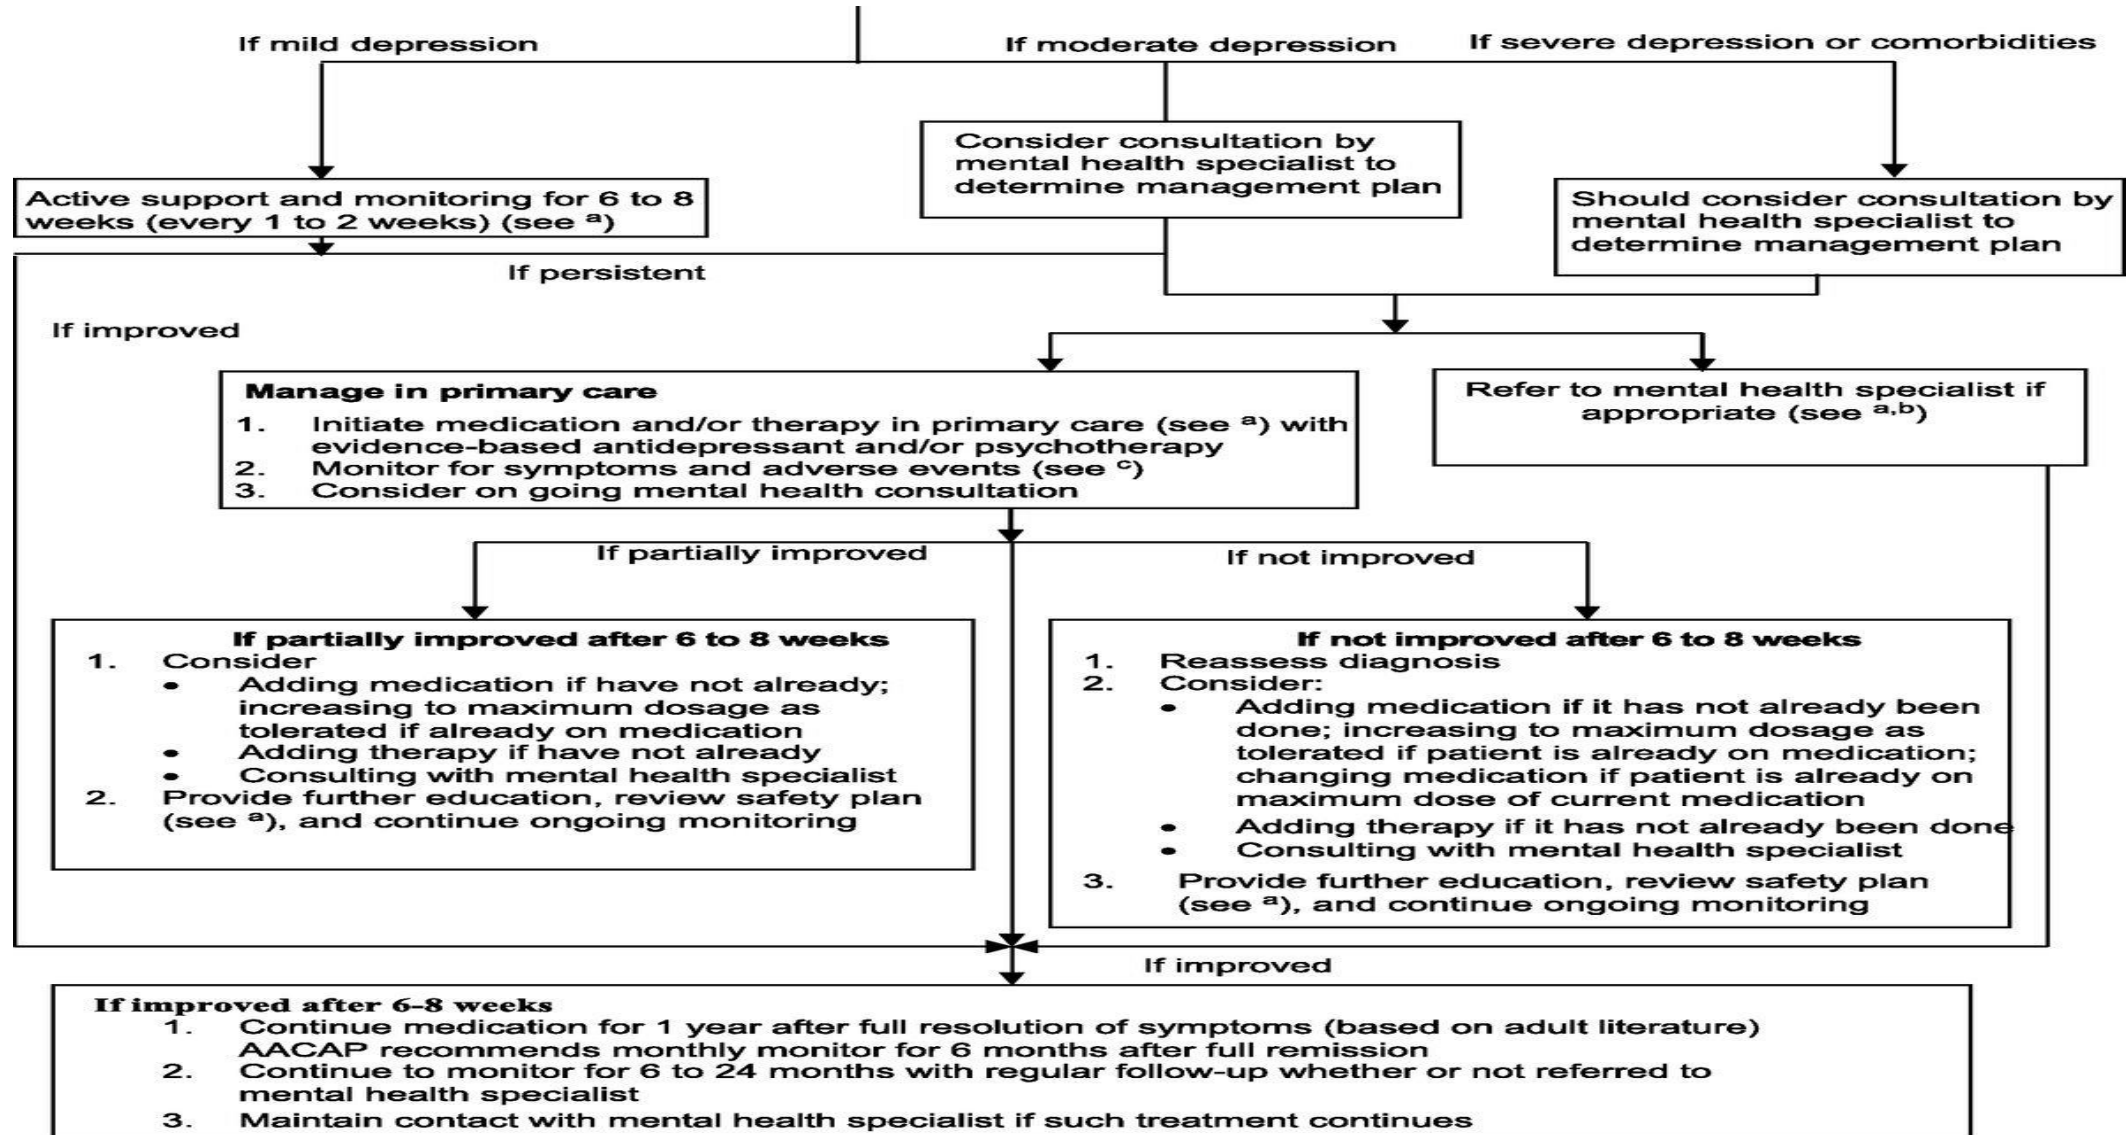 If mild depression
If moderate depression
If severe depression or comorbidities
Consider consultation by
mental health specialist to
determine management plan
Active support and monitoring for 6 to 8
weeks (every 1 to 2 weeks) (see a)
Should consider consultation by
mental health specialist to
determine management plan
If persistent
If improved
Manage in primary care
1. Initiate medication and/or therapy in primary care (see a) with
evidence-based antidepressant and/or psychotherapy
2. Monitor for symptoms and adverse events (see c)
3. Consider on going mental health consultation
Refer to mental health specialist if
appropriate (see a,b)
If partially improved
If not improved
If partially improved after 6 to 8 weeks
1. Consider
• Adding medication if have not already;
increasing to maximum dosage as
tolerated if already on medication
• Adding therapy if have not already
• Consulting with mental health specialist
2. Provide further education, review safety plan
(see a), and continue ongoing monitoring
If not improved after 6 to 8 weeks
1. Reassess diagnosis
2. Consider:
• Adding medication if it has not already been
done; increasing to maximum dosage as
tolerated if patient is already on medication;
changing medication if patient is already on
maximum dose of current medication
• Adding therapy if it has not already been done
• Consulting with mental health specialist
3. Provide further education, review safety plan
(see a), and continue ongoing monitoring
If improved
If improved after 6-8 weeks
1. Continue medication for 1 year after full resolution of symptoms (based on adult literature)
AACAP recommends monthly monitor for 6 months after full remission
2. Continue to monitor for 6 to 24 months with regular follow-up whether or not referred to
mental health specialist
3. Maintain contact with mental health specialist if such treatment continues